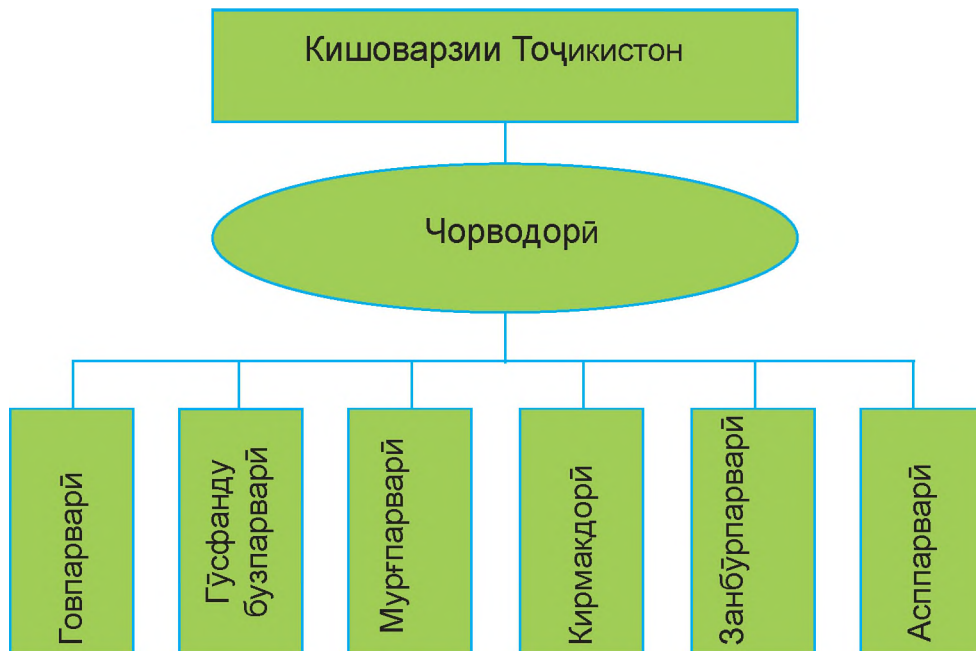 Кишоварзии Тоҷикистон
Чорводорӣ
Говпарварӣ
Гӯсфанду
бузпарварӣ
Мурғпарварӣ
Кирмакдорӣ
Занбӯрпарварӣ
Асппарварӣ